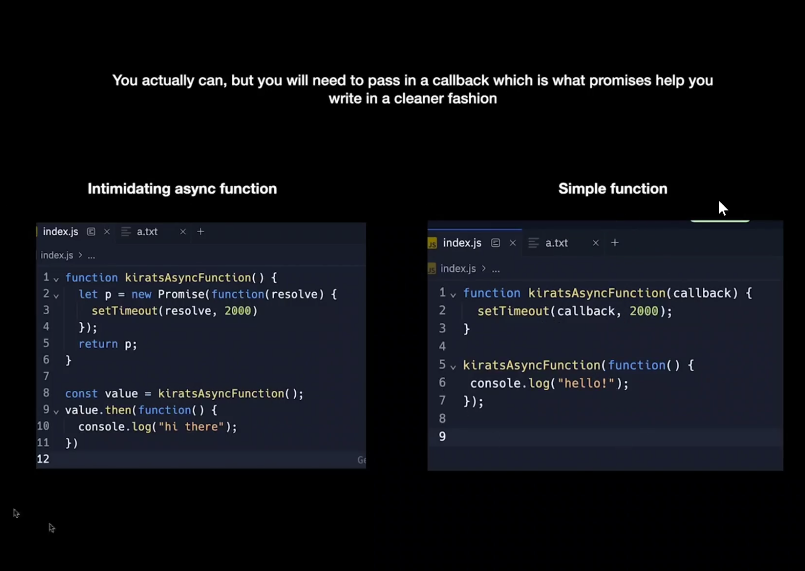 You actually can, but you will need to pass in a callback which is what promises help you
write in a cleaner fashion
Intimidating async function
index.js × a.txt × +
index.js > ...
1 function kiratsAsyncFunction() {
2 let p = new Promise(function(resolve) {
3 setTimeout(resolve, 2000)
4 });
5 return p;
6 }
7
8 const value = kiratsAsyncFunction();
9 value.then(function() {
10 console.log("hi there");
11 })
12 Ge
Simple function
JS index.js × a.txt × +
JS index.js > ...
1 function kiratsAsyncFunction(callback) {
2 setTimeout(callback, 2000);
3 }
4
5 kiratsAsyncFunction(function() {
6 console.log("hello!");
7 });
8
9